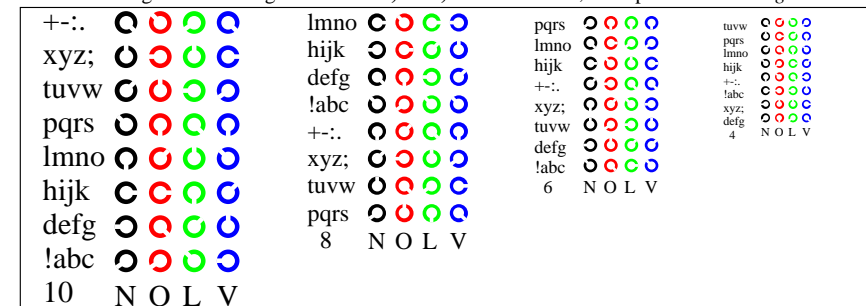 +-:.
xyz;
tuvw
pqrs
lmno
hijk
defg
!abc
10 N O L V
lmno
hijk
defg
!abc
+-:.
xyz;
tuvw
pqrs
8 N O L V
pqrs
lmno
hijk
+-:.
xyz;
tuvw
defg
!abc
6 N O L V
tuvw
pqrs
lmno
hijk
+-:.
!abc
xyz;
defg
4 N O L V